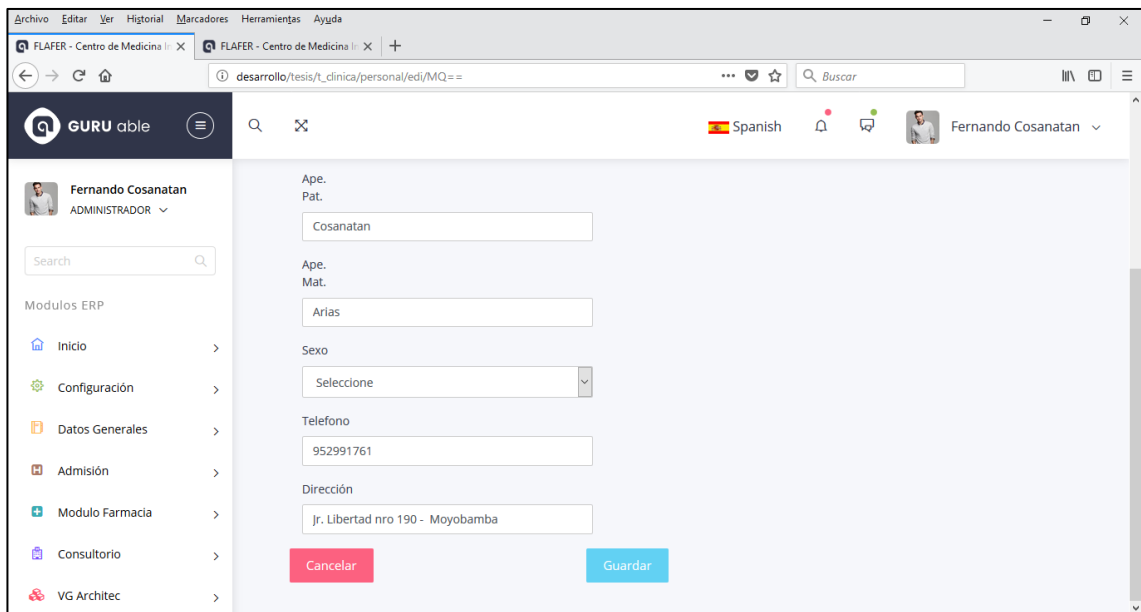 Archivo Editar Ver Historial Marcadores Herramientas Ayuda
FLAFER - Centro de Medicina In FLAFER - Centro de Medicina In
desarrollo/tesis/t_clinica/personal/edi/MQ== Buscar
GURU able Spanish Fernando Cosanatan
Fernando Cosanatan
ADMINISTRADOR
Search
Modulos ERP
Inicio
Configuración
Datos Generales
Admisión
Modulo Farmacia
Consultorio
VG Architec
Ape.
Pat.
Cosanatan
Ape.
Mat.
Arias
Sexo
Seleccione
Telefono
952991761
Dirección
Jr. Libertad nro 190 - Moyobamba
Cancelar Guardar